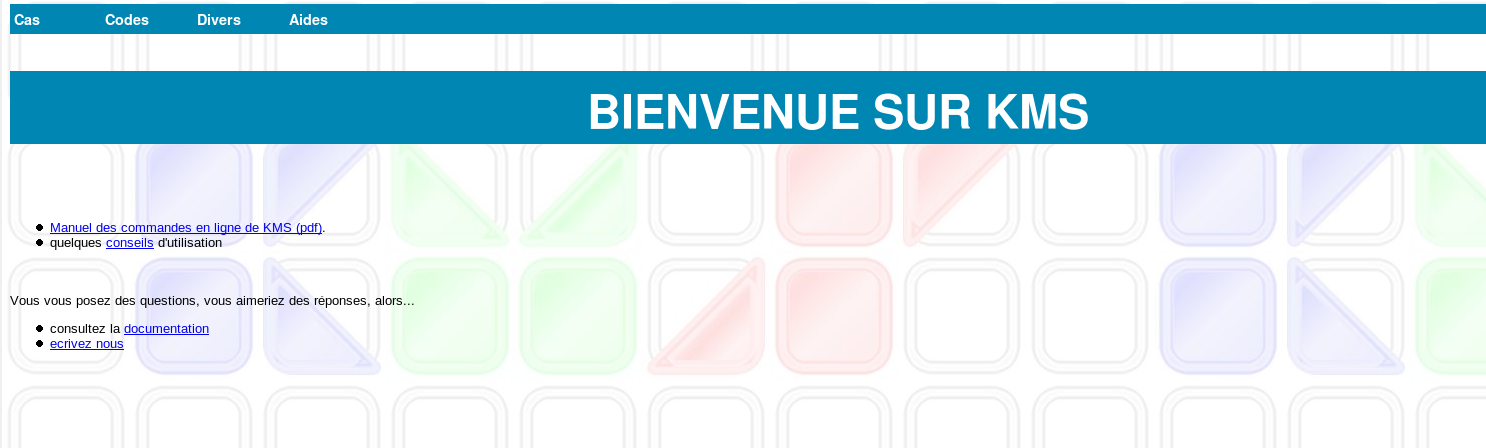 Cas Codes Divers Aides
BIENVENUE SUR KMS
Manuel des commandes en ligne de KMS (pdf).
quelques conseils d'utilisation
Vous vous posez des questions, vous aimeriez des réponses, alors...
consultez la documentation
ecrivez nous